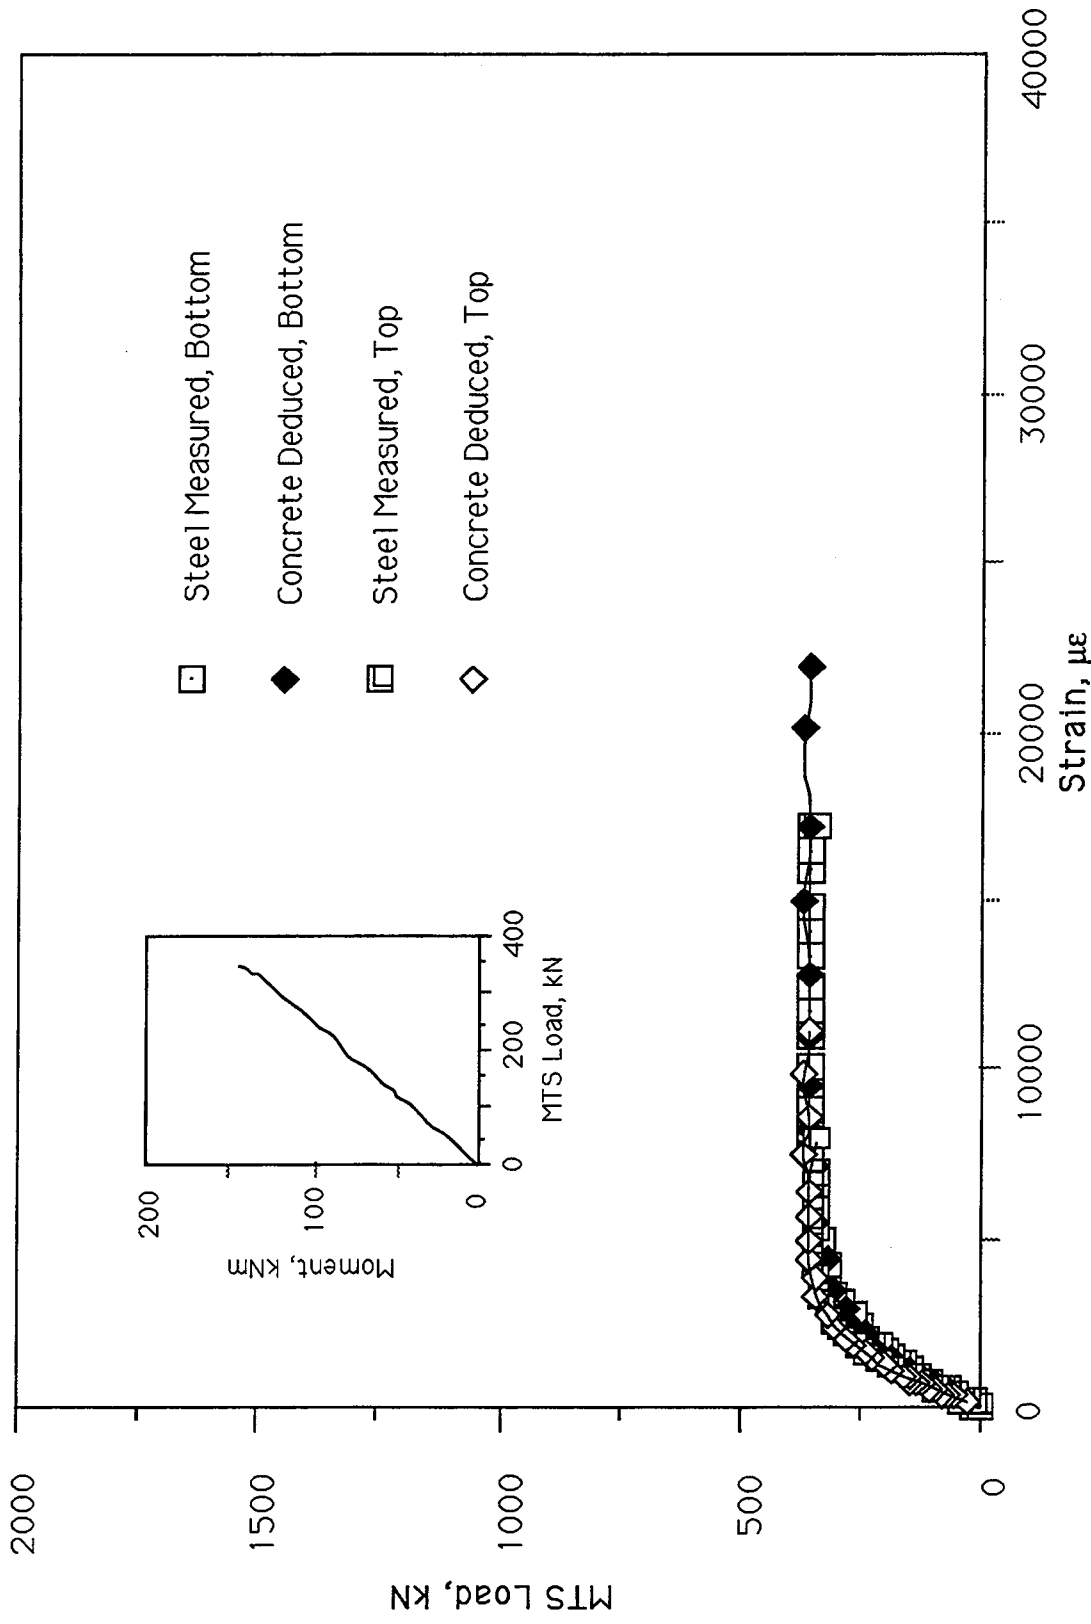 2000
1500
1000
500
0
MTS Load, kN
0
10000
20000
30000
40000
Strain, με
Steel Measured, Bottom
Concrete Deduced, Bottom
Steel Measured, Top
Concrete Deduced, Top
200
100
0
Moment, kNm
0
200
400
MTS Load, kN